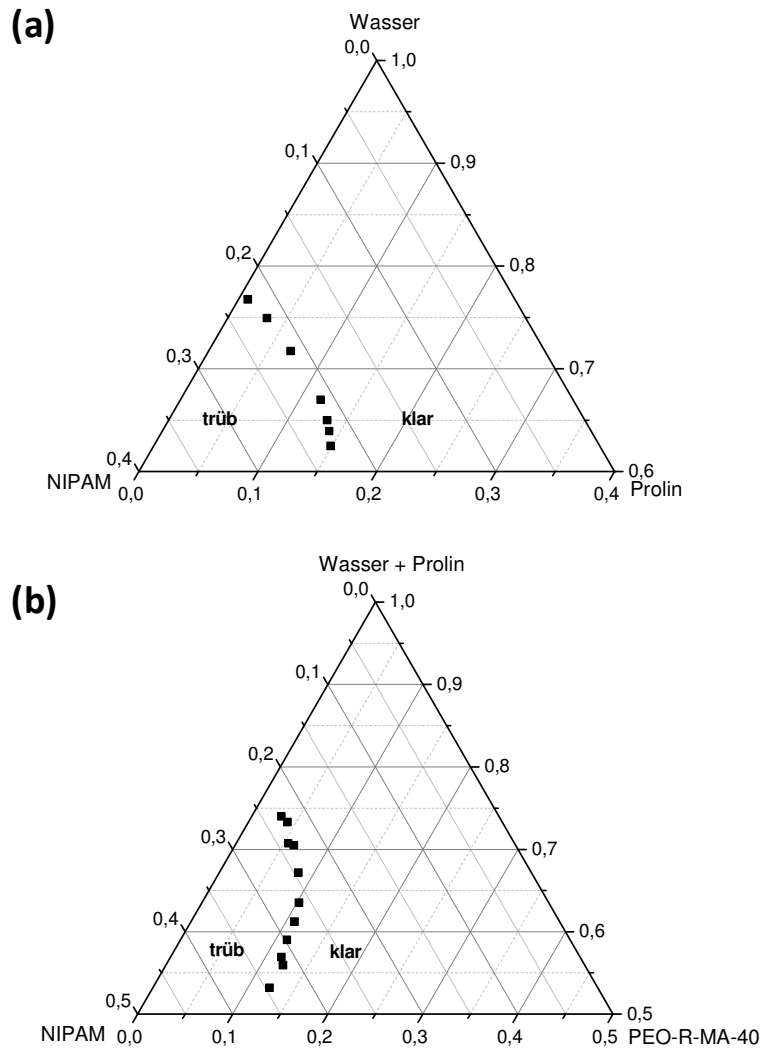 (a)
Wasser
0,0 1,0
0,1 0,9
0,2 0,8
0,3 0,7
trüb klar
0,4 0,6
NIPAM Prolin
0,0 0,1 0,2 0,3 0,4
(b)
Wasser + Prolin
0,0 1,0
0,1 0,9
0,2 0,8
0,3 0,7
0,4 0,6
trüb klar
0,5 0,5
NIPAM 0,0 0,1 0,2 0,3 0,4 0,5 PEO-R-MA-40